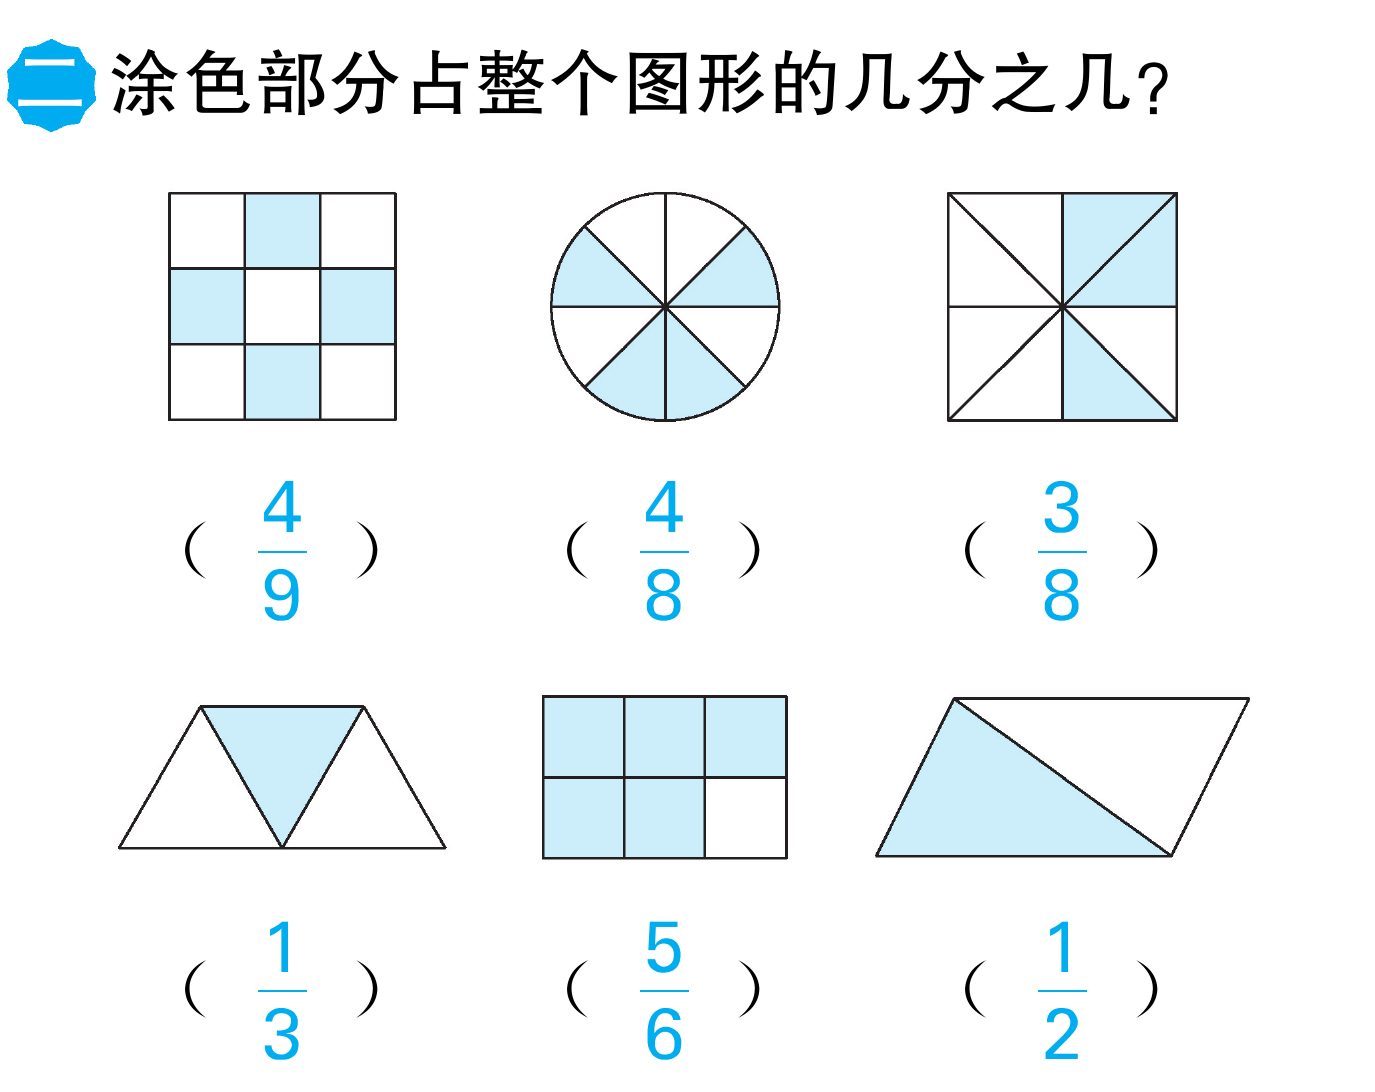 二 涂色部分占整个图形的几分之几?
( 4/9 ) ( 4/8 ) ( 3/8 )
( 1/3 ) ( 5/6 ) ( 1/2 )